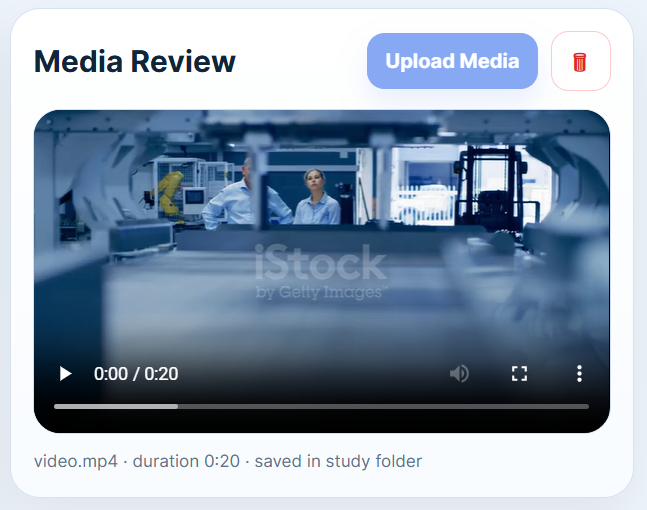 Media Review
Upload Media
iStock
by Getty Images™
0:00 / 0:20
video.mp4 · duration 0:20 · saved in study folder